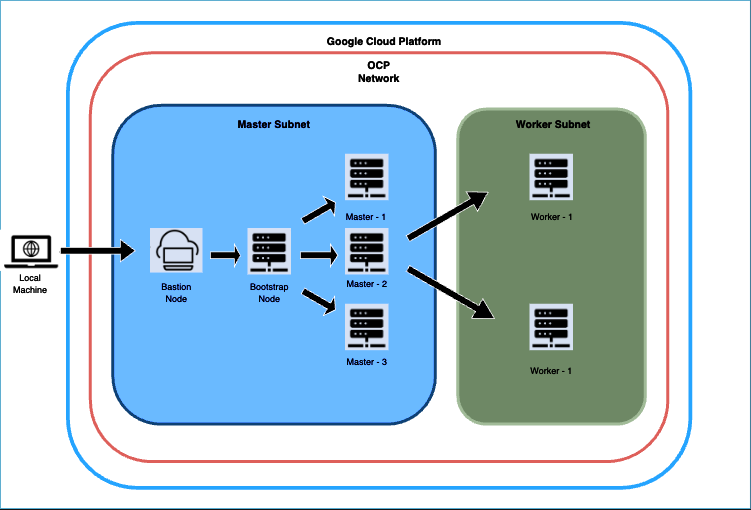 Google Cloud Platform
OCP
Network
Master Subnet
Worker Subnet
Master - 1
Worker - 1
Local
Machine
Bastion
Node
Bootstrap
Node
Master - 2
Master - 3
Worker - 1